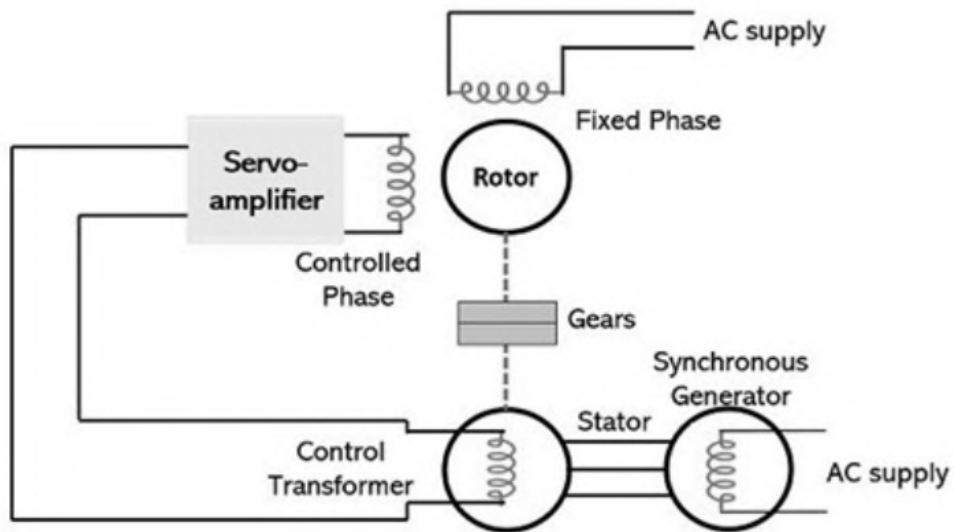 AC supply
Fixed Phase
Servo-
amplifier
Rotor
Controlled
Phase
Gears
Synchronous
Generator
Stator
Control
Transformer
AC supply